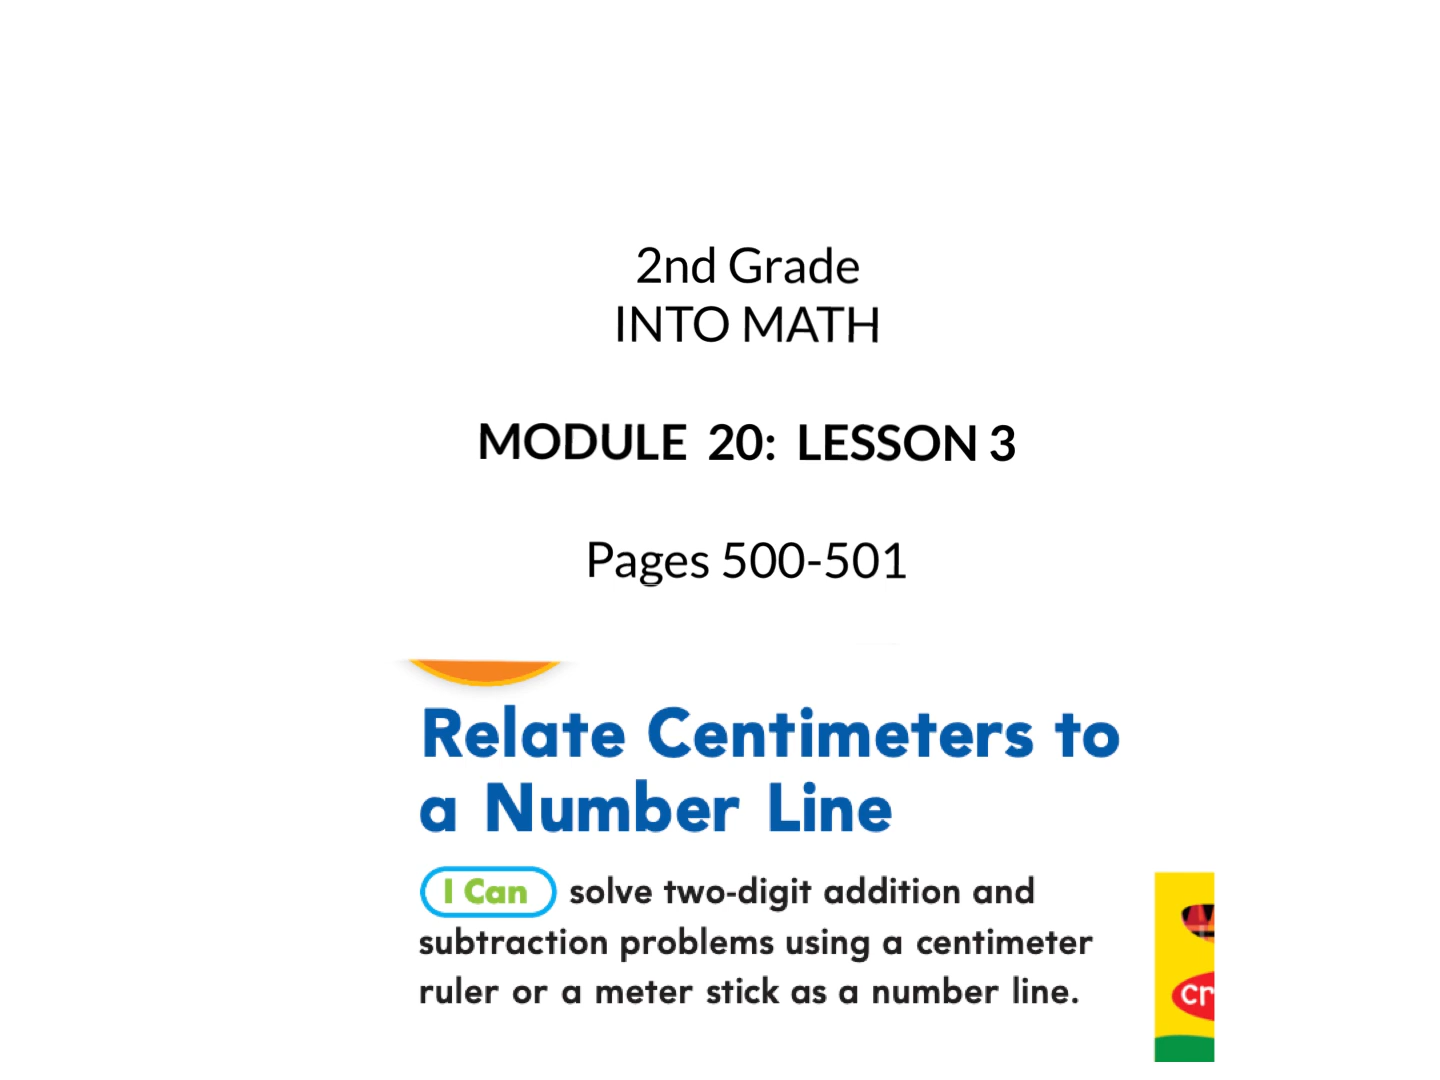 2nd Grade
INTO MATH
MODULE 20: LESSON 3
Pages 500-501
Relate Centimeters to
a Number Line
I Can solve two-digit addition and
subtraction problems using a centimeter
ruler or a meter stick as a number line.
cr